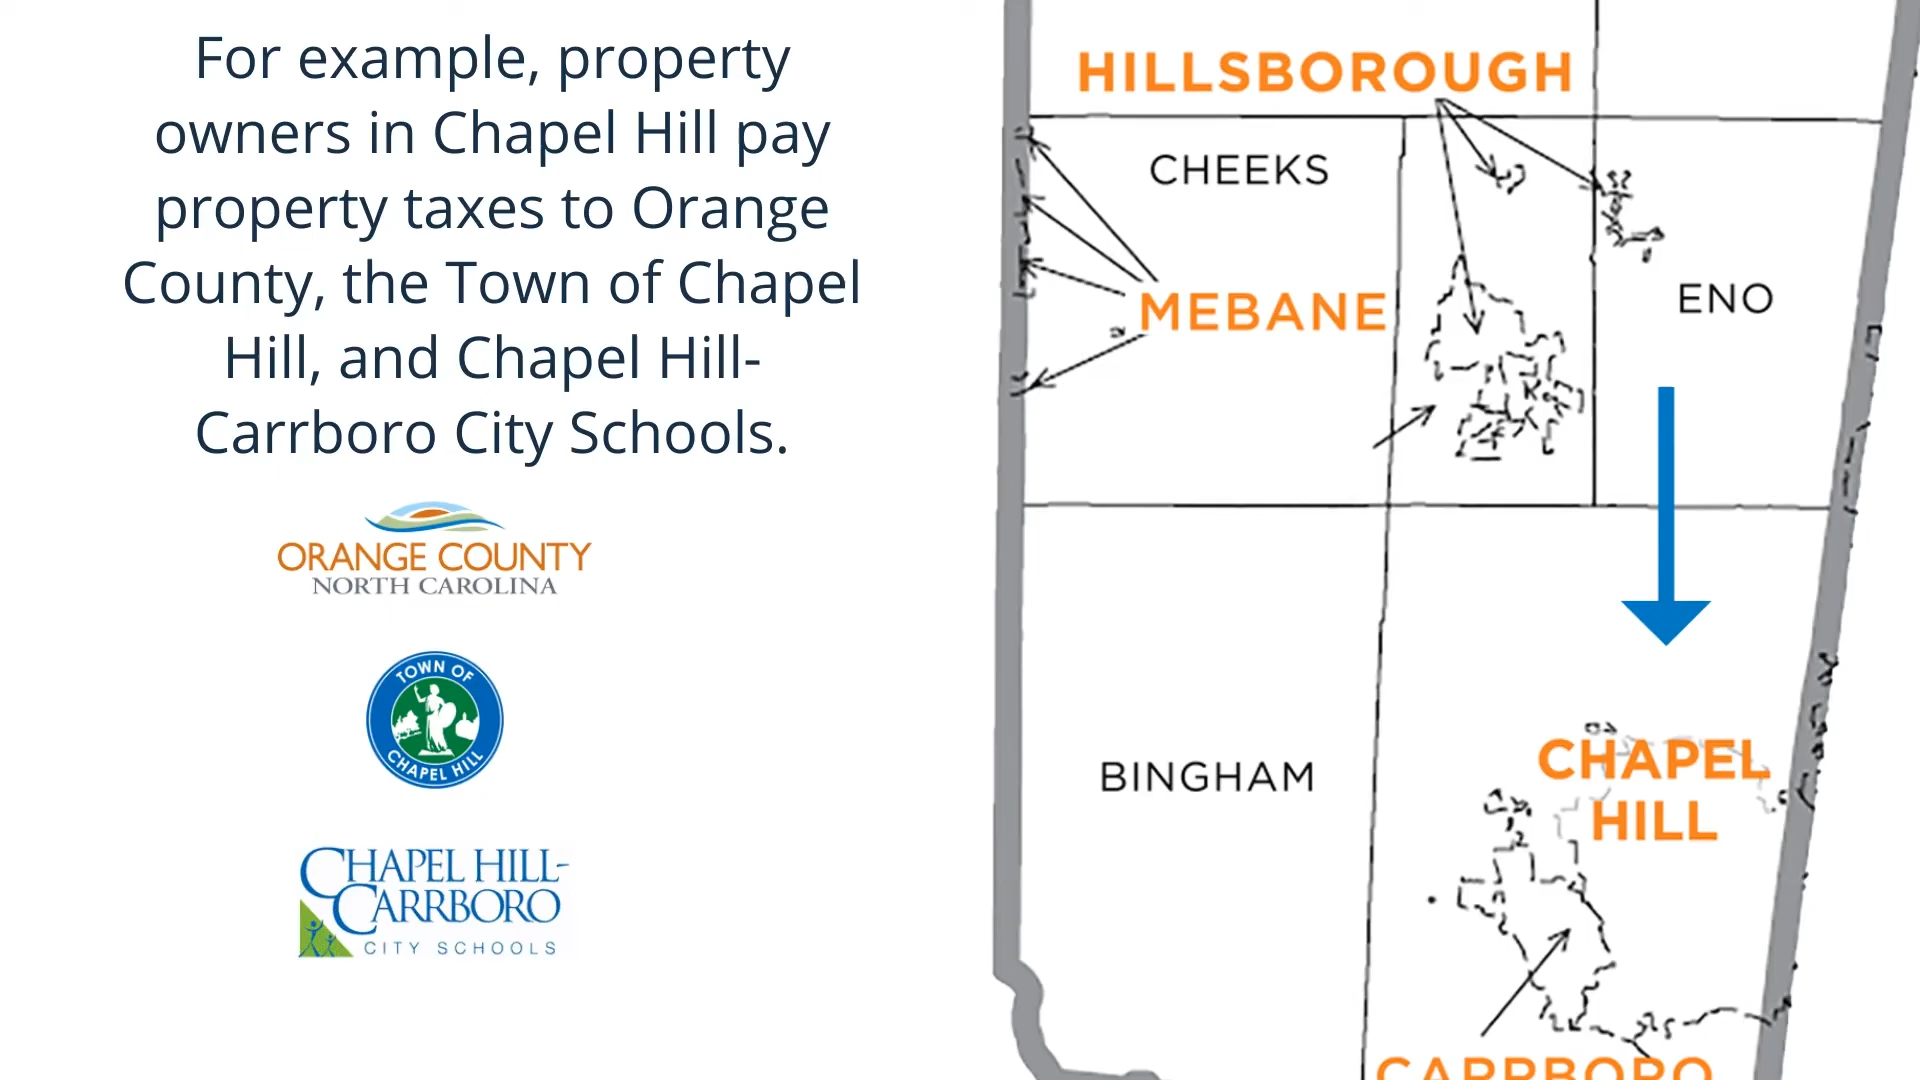 For example, property
owners in Chapel Hill pay
property taxes to Orange
County, the Town of Chapel
Hill, and Chapel Hill-
Carrboro City Schools.
ORANGE COUNTY
NORTH CAROLINA
TOWN OF
CHAPEL HILL
CHAPEL HILL-
CARRBORO
CITY SCHOOLS
HILLSBOROUGH
CHEEKS
MEBANE
ENO
BINGHAM
CHAPEL
HILL
CARRBORO